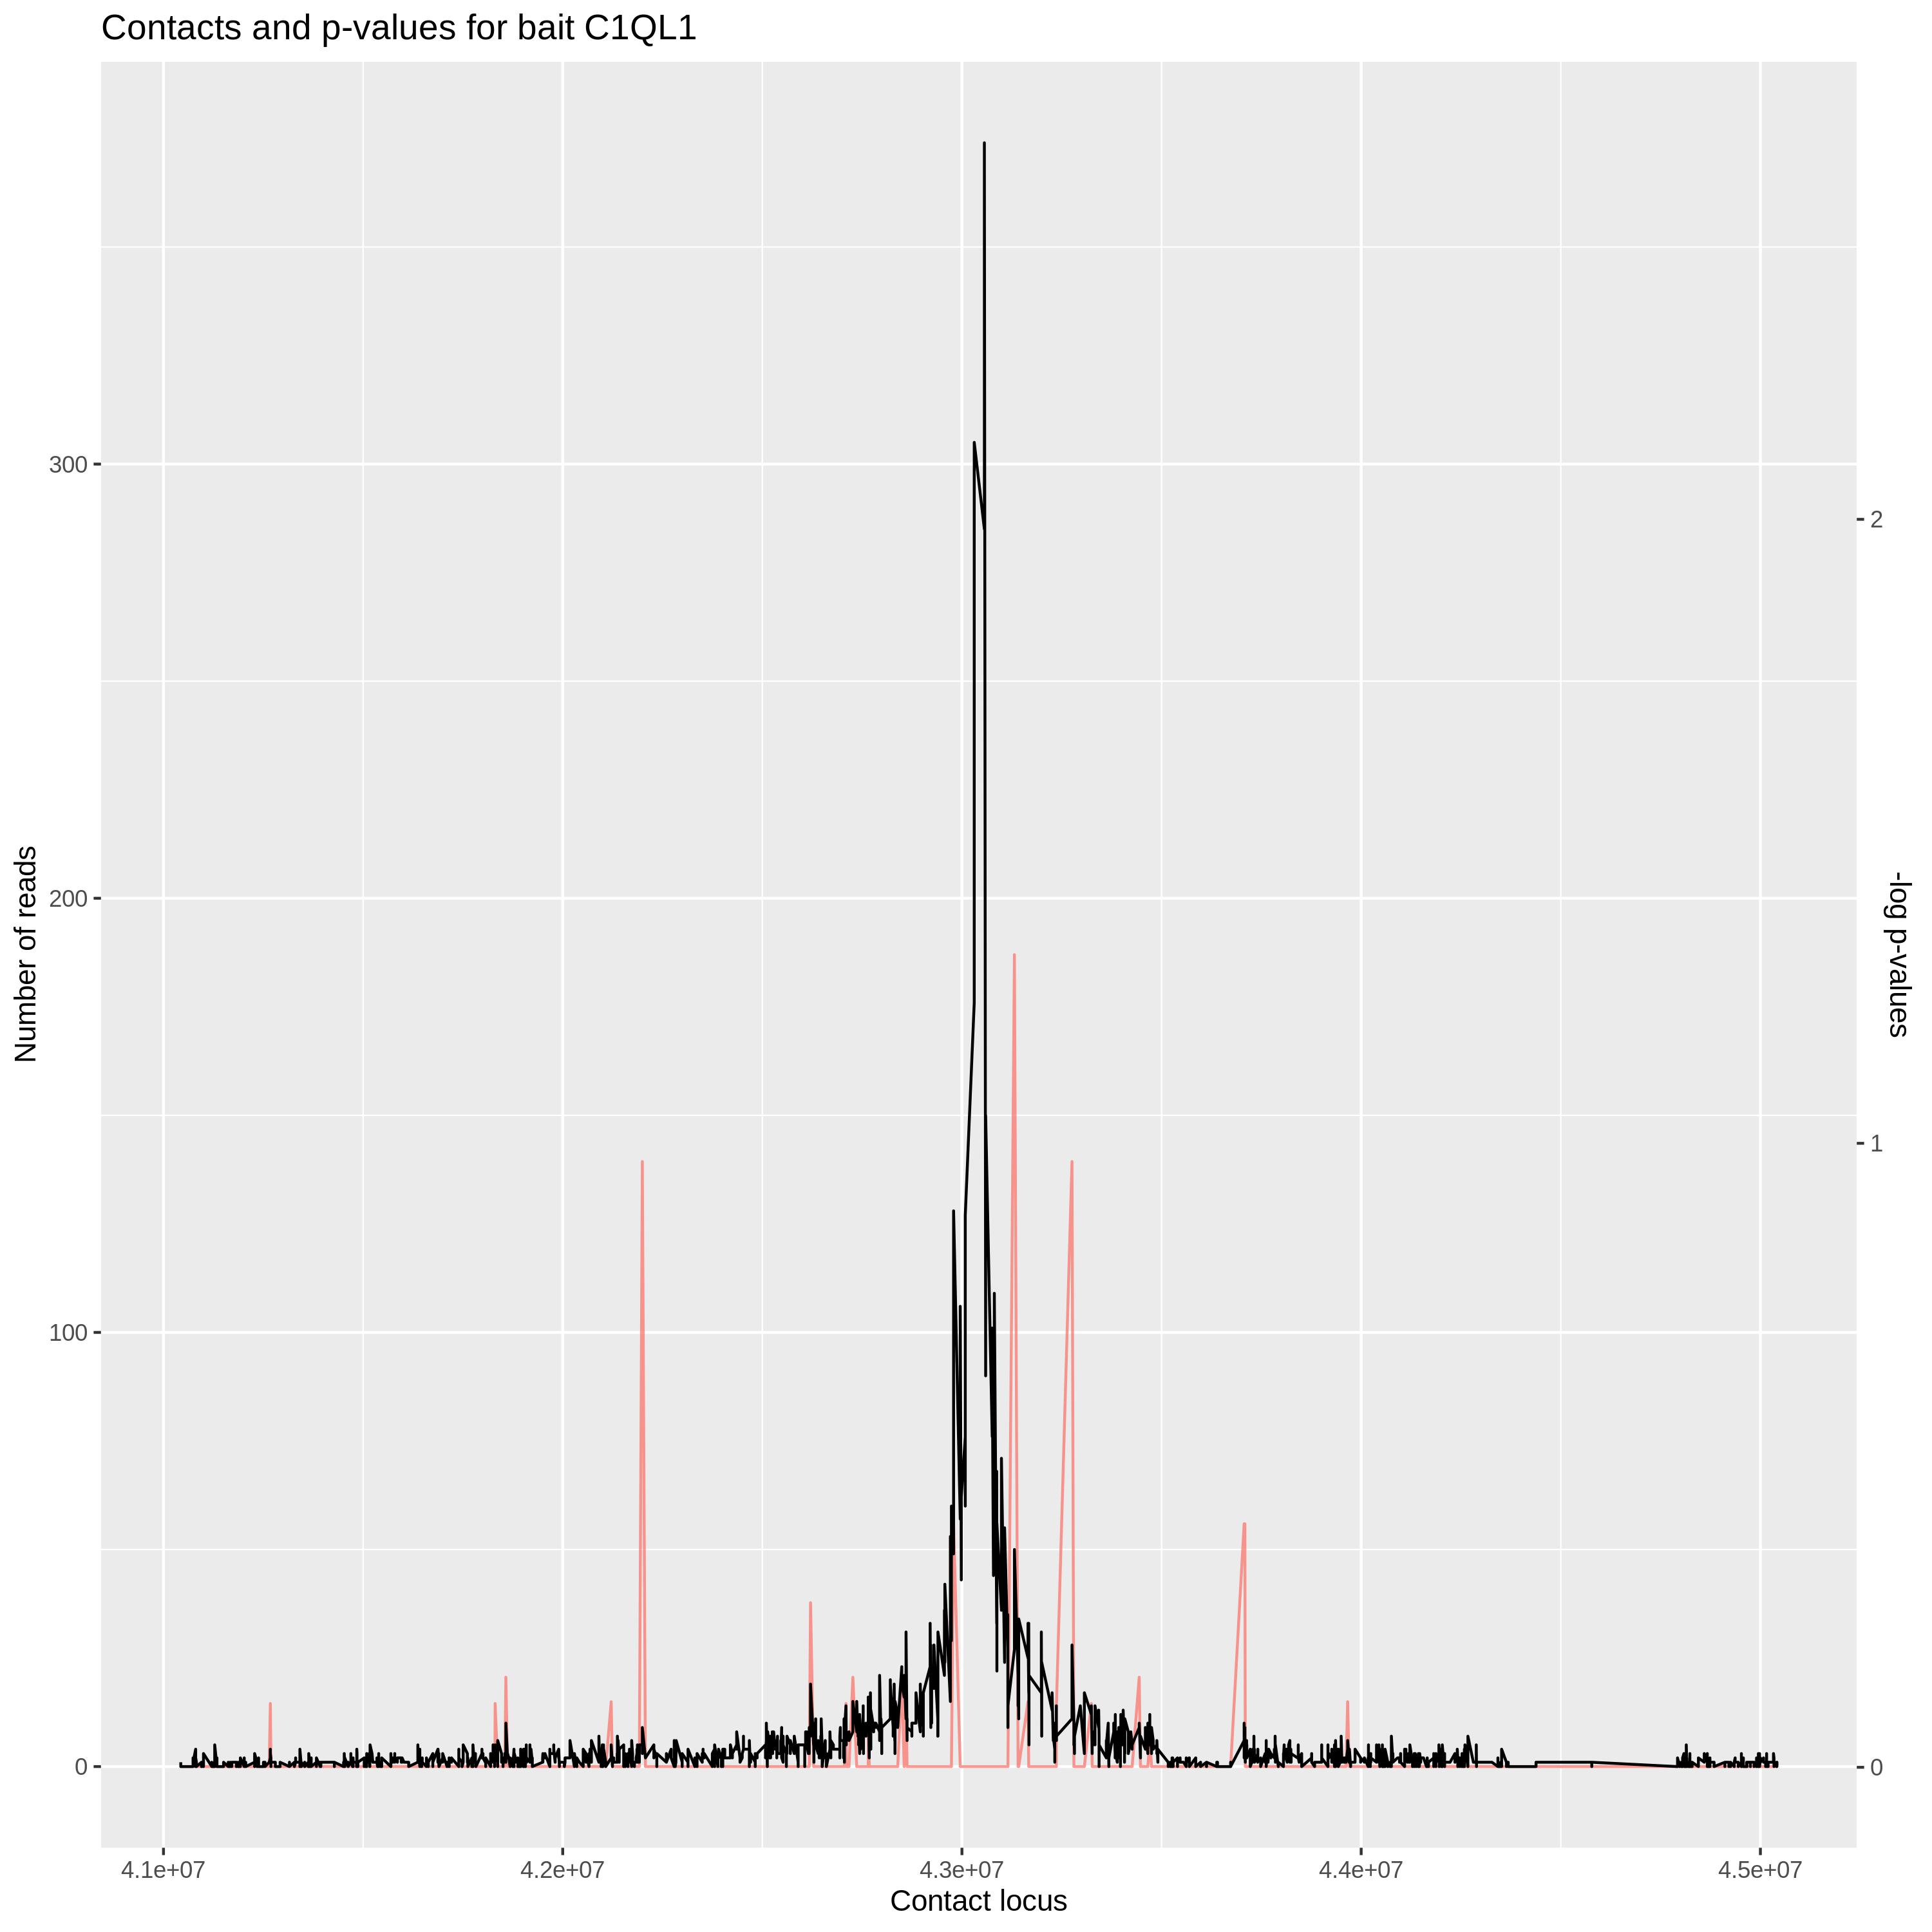 Contacts and p-values for bait C1QL1
Number of reads
300
200
100
0
2
1
0
-log p-values
4.1e+07
4.2e+07
4.3e+07
4.4e+07
4.5e+07
Contact locus